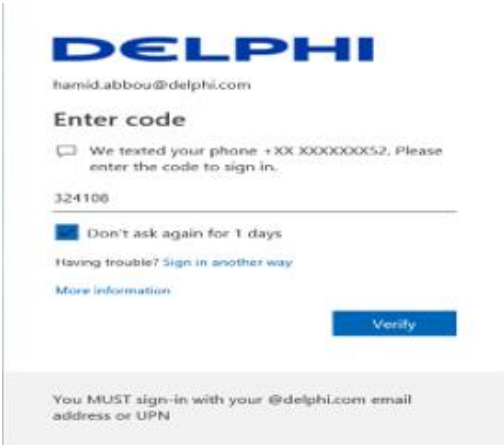 DELPHI
hamid.abbou@delphi.com
Enter code
We texted your phone +XX XXXXXXX52. Please
enter the code to sign in.
324108
Don't ask again for 1 days
Having trouble? Sign in another way
More information
Verify
You MUST sign-in with your @delphi.com email
address or UPN